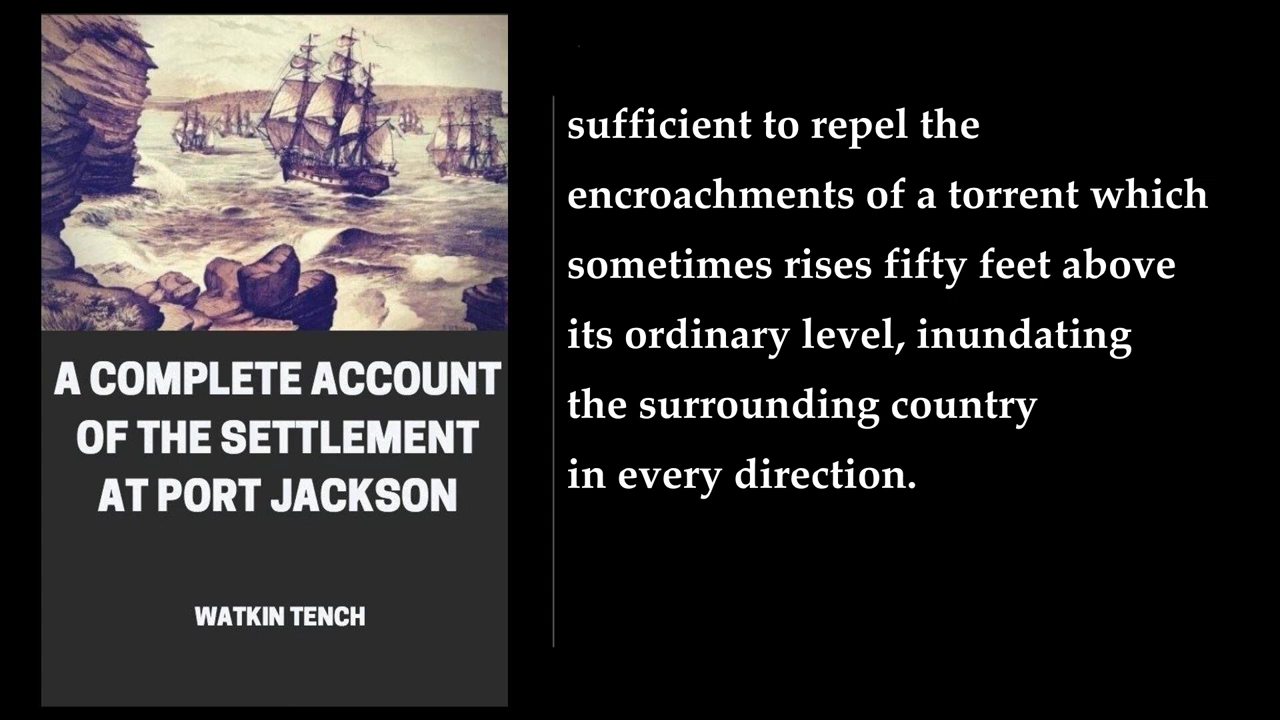 A COMPLETE ACCOUNT
OF THE SETTLEMENT
AT PORT JACKSON
WATKIN TENCH
sufficient to repel the
encroachments of a torrent which
sometimes rises fifty feet above
its ordinary level, inundating
the surrounding country
in every direction.